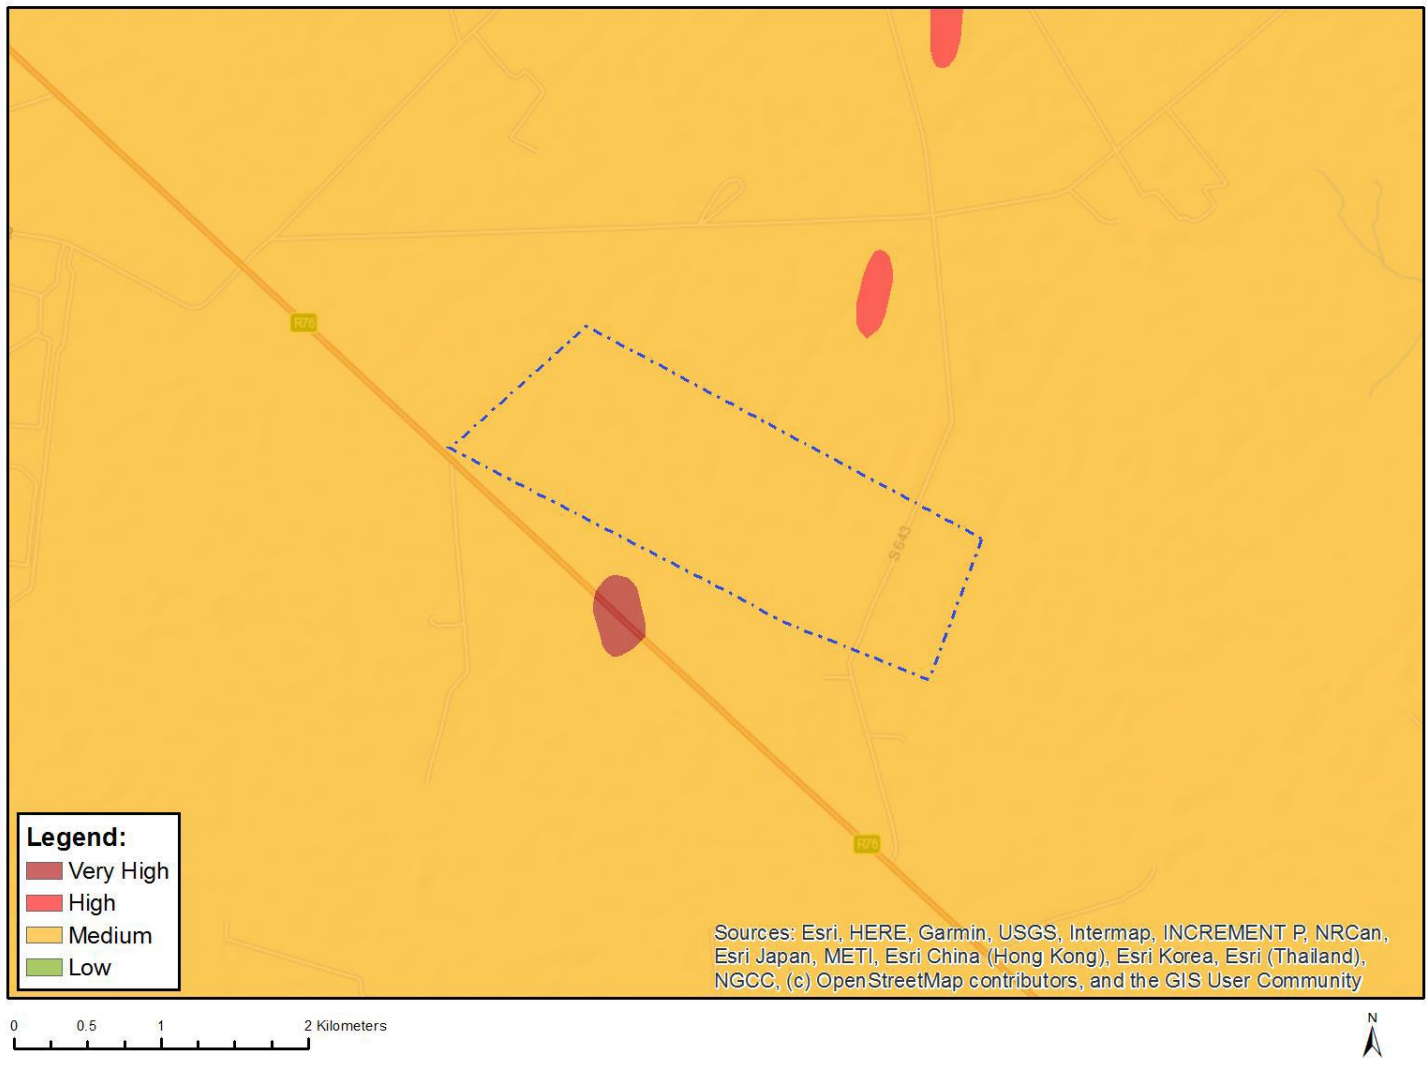 R76
S 643
R76
Legend:
Very High
High
Medium
Low
Sources: Esri, HERE, Garmin, USGS, Intermap, INCREMENT P, NRCan,
Esri Japan, METI, Esri China (Hong Kong), Esri Korea, Esri (Thailand),
NGCC, (c) OpenStreetMap contributors, and the GIS User Community
0 0.5 1 2 Kilometers
N